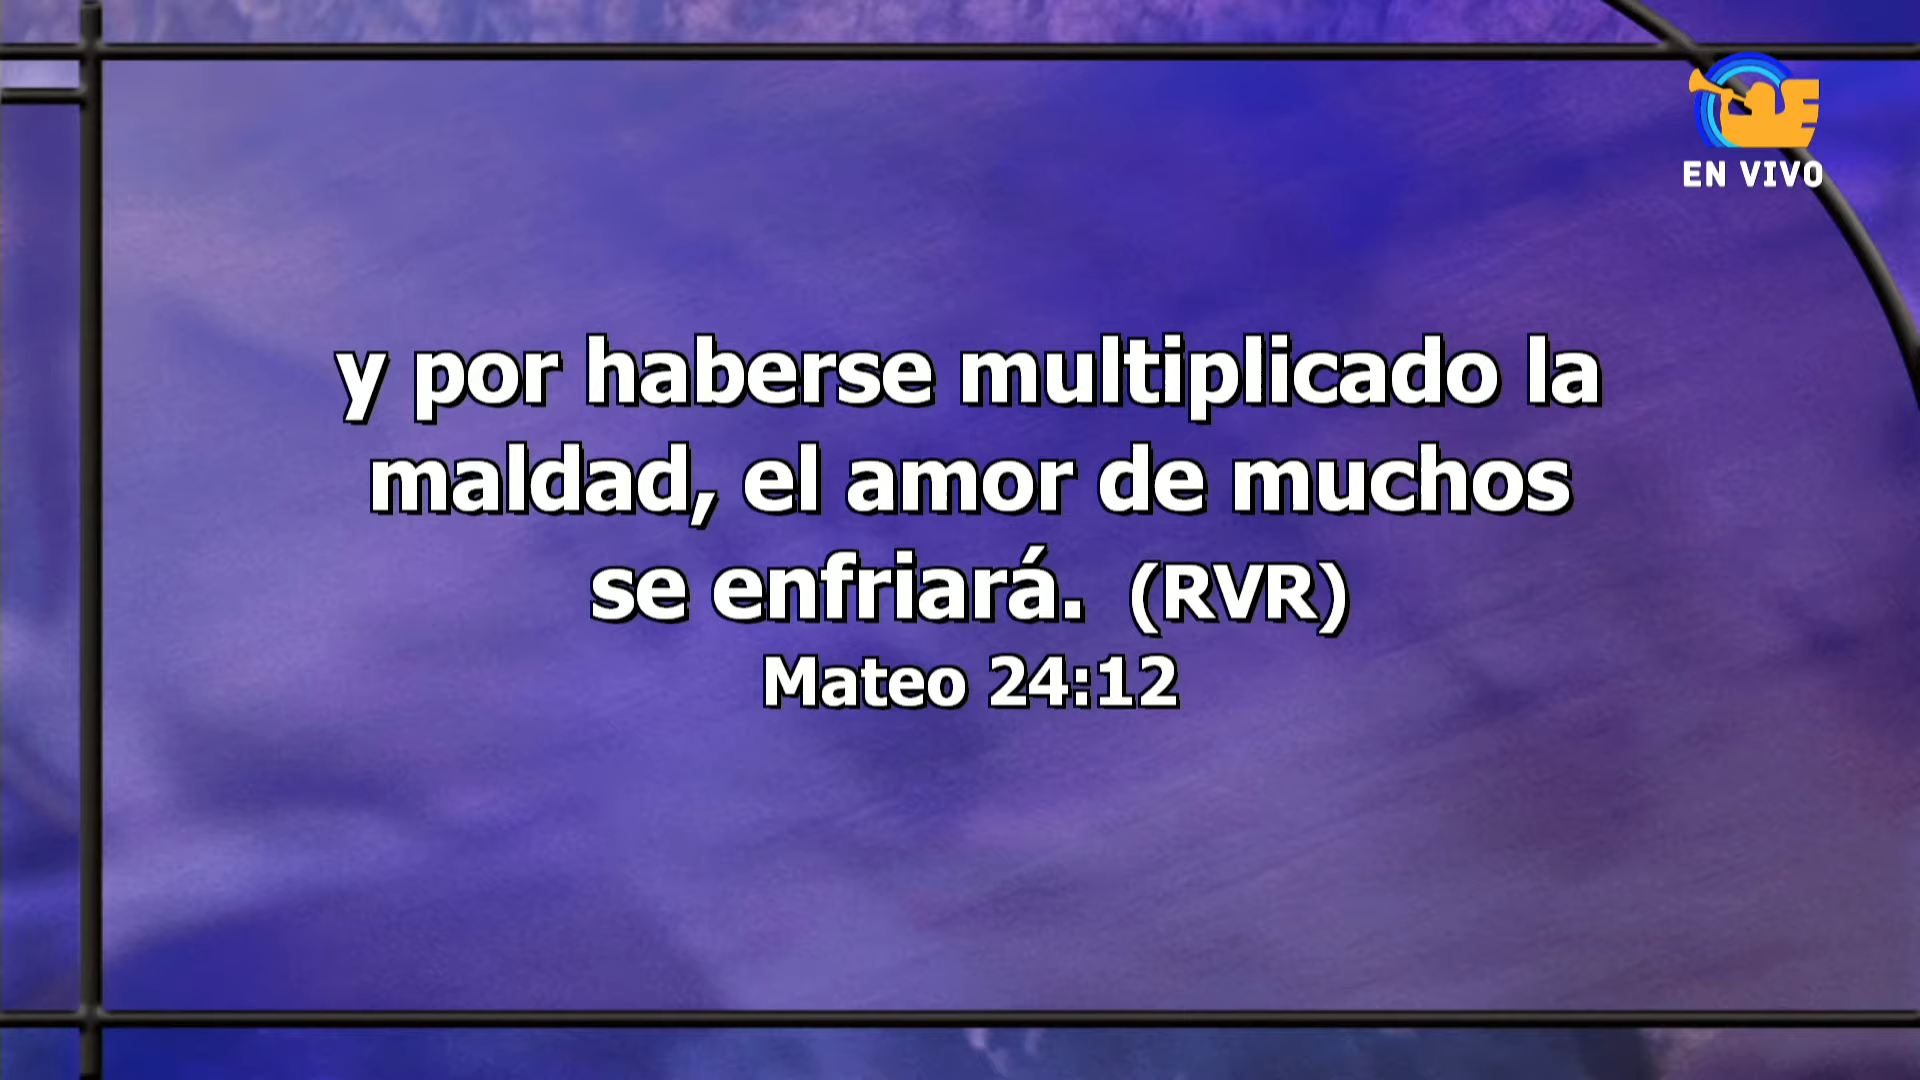 EN VIVO
y por haberse multiplicado la
maldad, el amor de muchos
se enfriará. (RVR)
Mateo 24:12